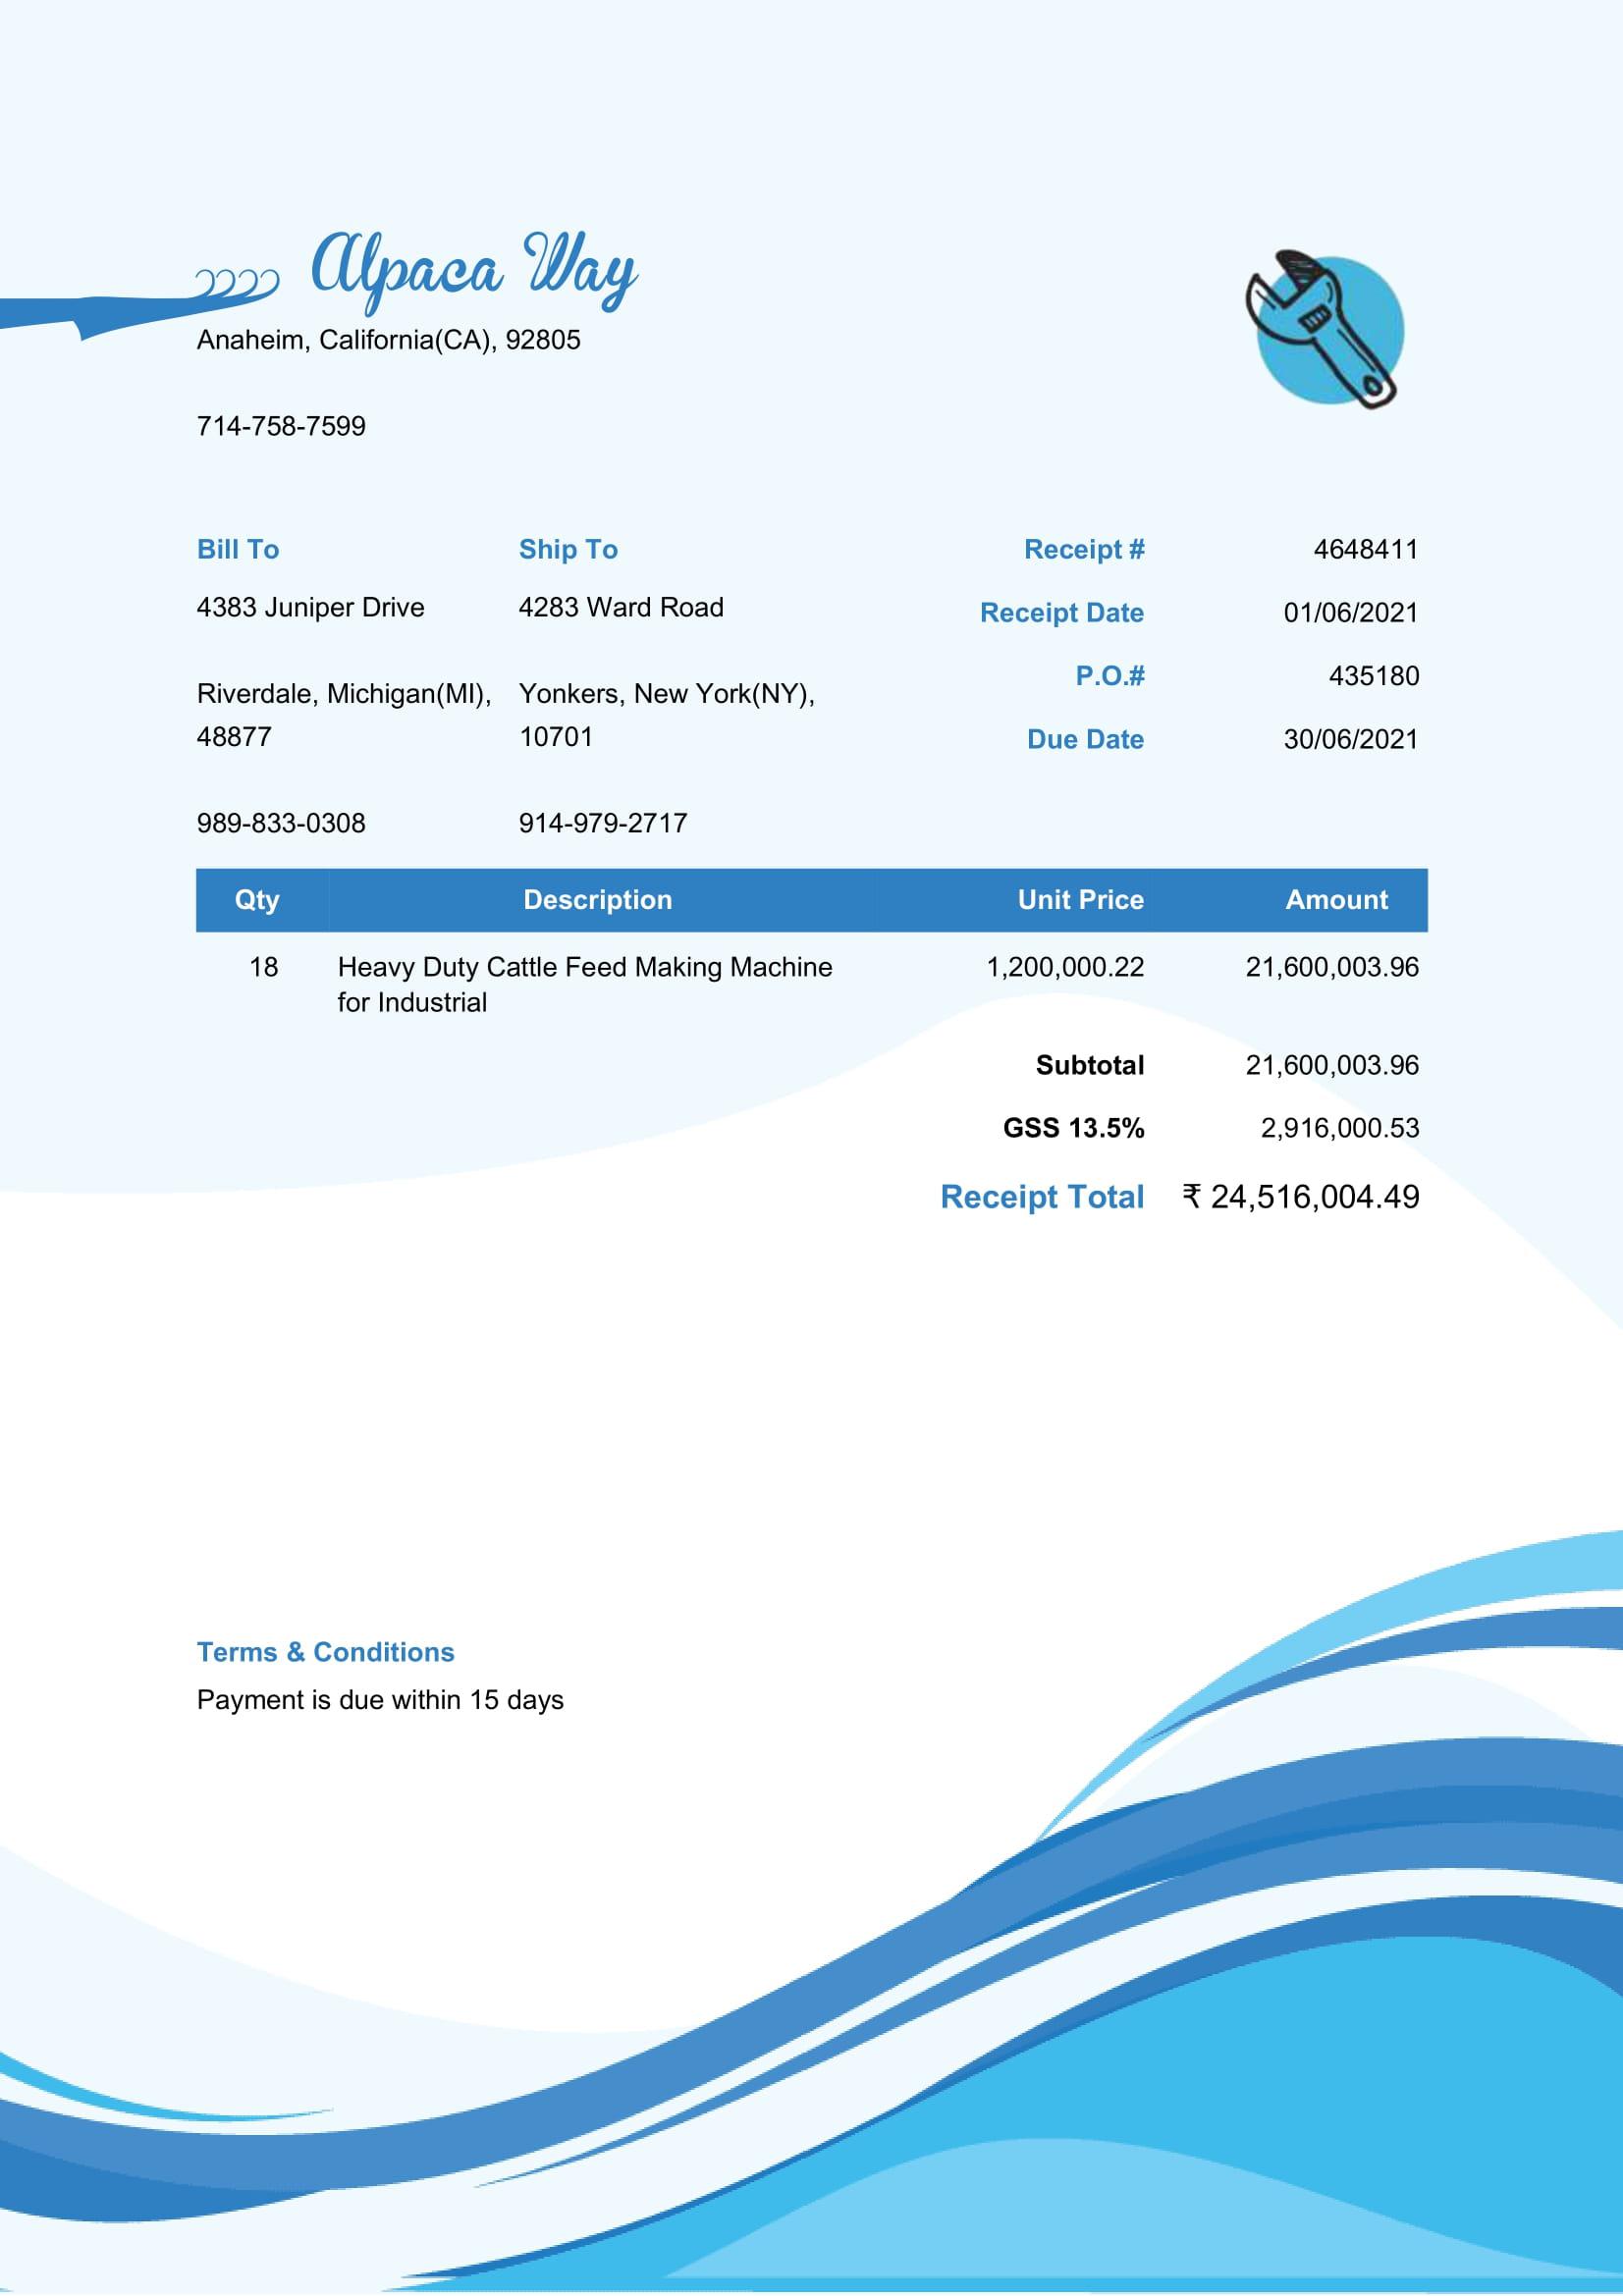 Alpaca Way
Anaheim, California(CA), 92805
714-758-7599
Bill To
4383 Juniper Drive
Riverdale, Michigan(MI),
48877
989-833-0308
Ship To
4283 Ward Road
Yonkers, New York(NY),
10701
914-979-2717
Receipt # 4648411
Receipt Date 01/06/2021
P.O.# 435180
Due Date 30/06/2021
Qty Description Unit Price Amount
18 Heavy Duty Cattle Feed Making Machine 1,200,000.22 21,600,003.96
for Industrial
Subtotal 21,600,003.96
GSS 13.5% 2,916,000.53
Receipt Total ₹ 24,516,004.49
Terms & Conditions
Payment is due within 15 days